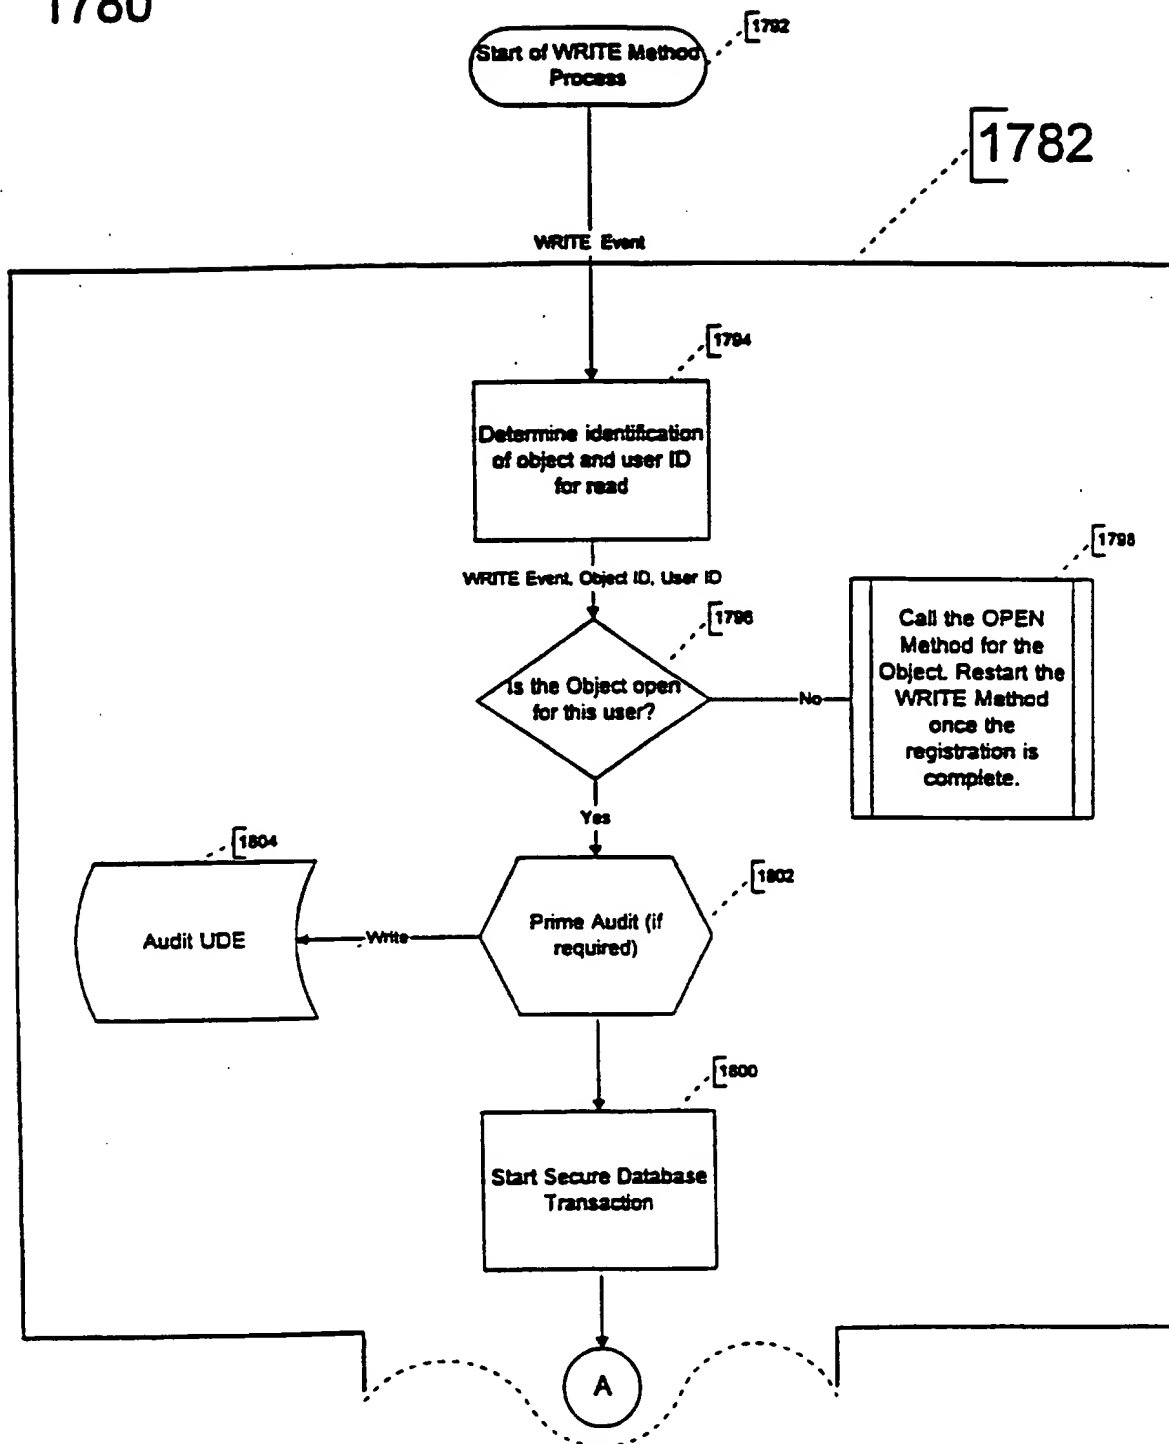 1780
1792
Start of WRITE Method
Process
1782
WRITE Event
1794
Determine identification
of object and user ID
for read
WRITE Event, Object ID, User ID
1796
1798
Is the Object open
for this user?
No
Call the OPEN
Method for the
Object. Restart the
WRITE Method
once the
registration is
complete.
Yes
1804
1802
Audit UDE
Write
Prime Audit (if
required)
1800
Start Secure Database
Transaction
A